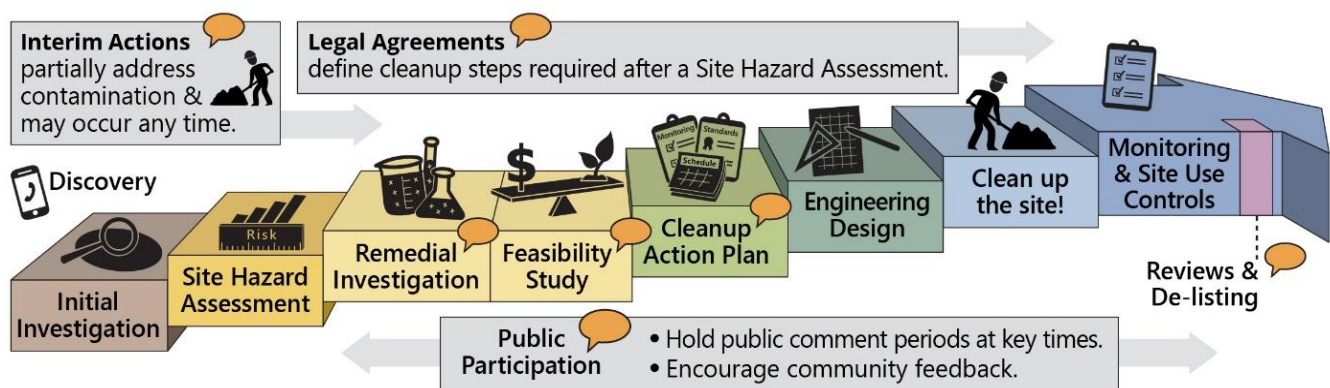 Interim Actions
partially address
contamination &
may occur any time.
Legal Agreements
define cleanup steps required after a Site Hazard Assessment.
Discovery
Initial
Investigation
Risk
Site Hazard
Assessment
Remedial
Investigation
$
Feasibility
Study
Monitoring
Standards
Schedule
Cleanup
Action Plan
Engineering
Design
Clean up
the site!
Monitoring
& Site Use
Controls
Reviews &
De-listing
Public
Participation
• Hold public comment periods at key times.
• Encourage community feedback.